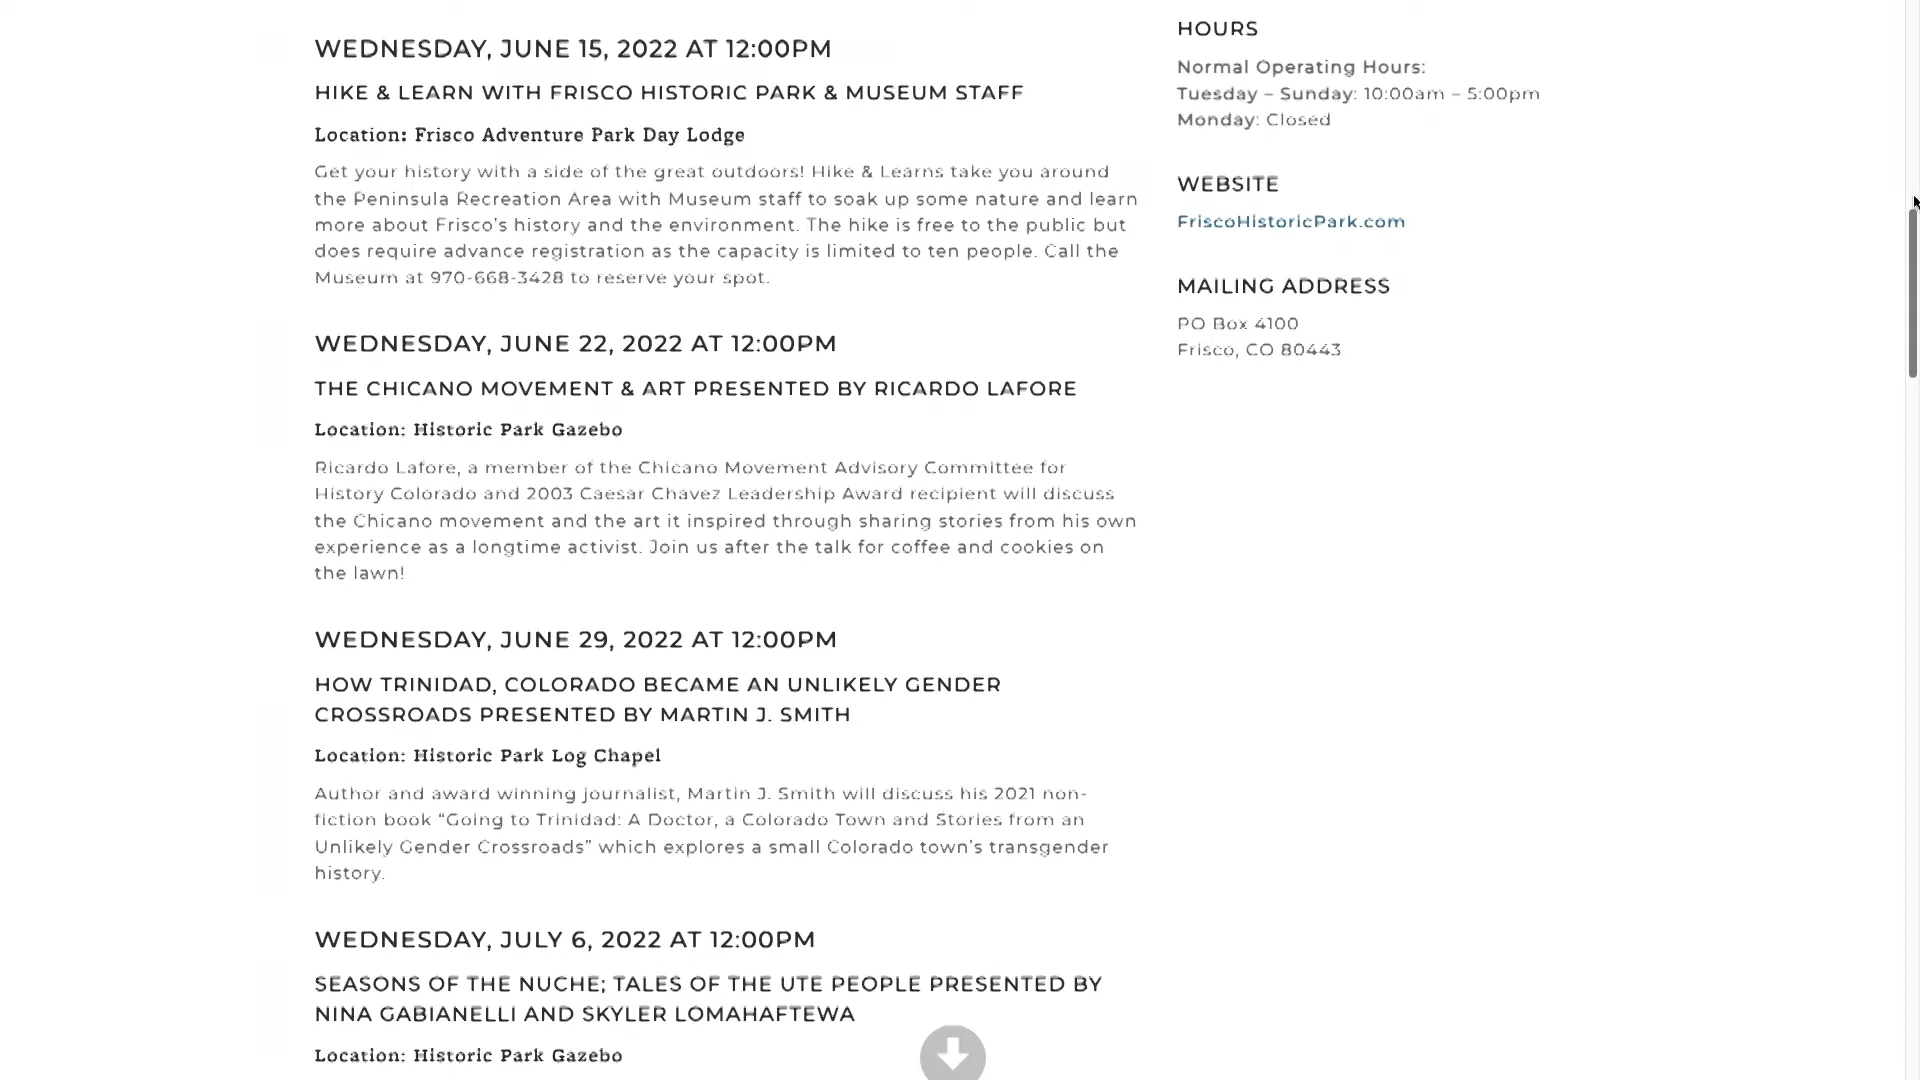 WEDNESDAY, JUNE 15, 2022 AT 12:00PM
HIKE & LEARN WITH FRISCO HISTORIC PARK & MUSEUM STAFF
Location: Frisco Adventure Park Day Lodge
Get your history with a side of the great outdoors! Hike & Learns take you around
the Peninsula Recreation Area with Museum staff to soak up some nature and learn
more about Frisco's history and the environment. The hike is free to the public but
does require advance registration as the capacity is limited to ten people. Call the
Museum at 970-668-3428 to reserve your spot.
WEDNESDAY, JUNE 22, 2022 AT 12:00PM
THE CHICANO MOVEMENT & ART PRESENTED BY RICARDO LAFORE
Location: Historic Park Gazebo
Ricardo Lafore, a member of the Chicano Movement Advisory Committee for
History Colorado and 2003 Caesar Chavez Leadership Award recipient will discuss
the Chicano movement and the art it inspired through sharing stories from his own
experience as a longtime activist. Join us after the talk for coffee and cookies on
the lawn!
WEDNESDAY, JUNE 29, 2022 AT 12:00PM
HOW TRINIDAD, COLORADO BECAME AN UNLIKELY GENDER
CROSSROADS PRESENTED BY MARTIN J. SMITH
Location: Historic Park Log Chapel
Author and award winning journalist, Martin J. Smith will discuss his 2021 non-
fiction book “Going to Trinidad: A Doctor, a Colorado Town and Stories from an
Unlikely Gender Crossroads” which explores a small Colorado town's transgender
history.
WEDNESDAY, JULY 6, 2022 AT 12:00PM
SEASONS OF THE NUCHE; TALES OF THE UTE PEOPLE PRESENTED BY
NINA GABIANELLI AND SKYLER LOMAHAFTEWA
Location: Historic Park Gazebo
HOURS
Normal Operating Hours:
Tuesday – Sunday: 10:00am – 5:00pm
Monday: Closed
WEBSITE
FriscoHistoricPark.com
MAILING ADDRESS
PO Box 4100
Frisco, CO 80443